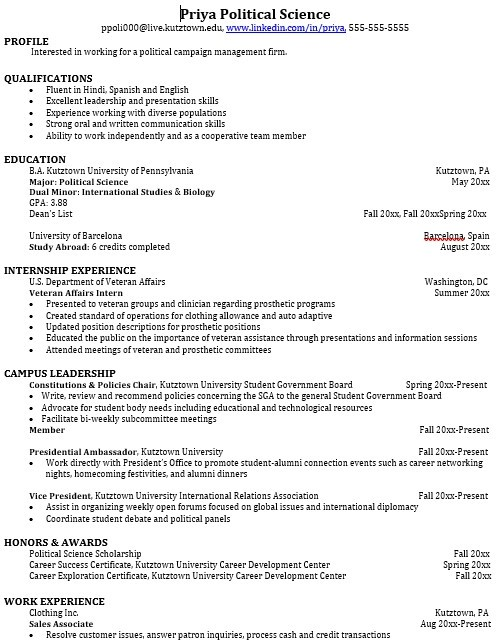 Priya Political Science
ppoli000@live.kutztown.edu, www.linkedin.com/in/priya, 555-555-5555
PROFILE
Interested in working for a political campaign management firm.
QUALIFICATIONS
• Fluent in Hindi, Spanish and English
• Excellent leadership and presentation skills
• Experience working with diverse populations
• Strong oral and written communication skills
• Ability to work independently and as a cooperative team member
EDUCATION
B.A. Kutztown University of Pennsylvania Kutztown, PA
Major: Political Science May 20xx
Dual Minor: International Studies & Biology
GPA: 3.88
Dean's List Fall 20xx, Fall 20xxSpring 20xx
University of Barcelona Barcelona, Spain
Study Abroad: 6 credits completed August 20xx
INTERNSHIP EXPERIENCE
U.S. Department of Veteran Affairs Washington, DC
Veteran Affairs Intern Summer 20xx
• Presented to veteran groups and clinician regarding prosthetic programs
• Created standard of operations for clothing allowance and auto adaptive
• Updated position descriptions for prosthetic positions
• Educated the public on the importance of veteran assistance through presentations and information sessions
• Attended meetings of veteran and prosthetic committees
CAMPUS LEADERSHIP
Constitutions & Policies Chair, Kutztown University Student Government Board Spring 20xx-Present
• Write, review and recommend policies concerning the SGA to the general Student Government Board
• Advocate for student body needs including educational and technological resources
• Facilitate bi-weekly subcommittee meetings
Member Fall 20xx-Present
Presidential Ambassador, Kutztown University Fall 20xx-Present
• Work directly with President's Office to promote student-alumni connection events such as career networking
nights, homecoming festivities, and alumni dinners
Vice President, Kutztown University International Relations Association Fall 20xx-Present
• Assist in organizing weekly open forums focused on global issues and international diplomacy
• Coordinate student debate and political panels
HONORS & AWARDS
Political Science Scholarship Fall 20xx
Career Success Certificate, Kutztown University Career Development Center Spring 20xx
Career Exploration Certificate, Kutztown University Career Development Center Fall 20xx
WORK EXPERIENCE
Clothing Inc. Kutztown, PA
Sales Associate Aug 20xx-Present
• Resolve customer issues, answer patron inquiries, process cash and credit transactions